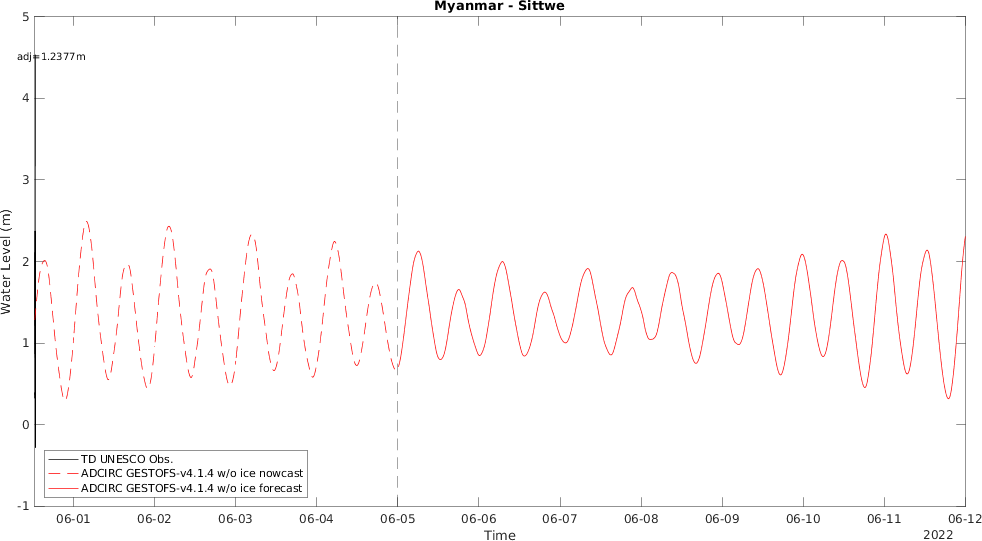 Myanmar - Sittwe
5
adj=1.2377m
4
3
2
1
0
-1
Water Level (m)
TD UNESCO Obs.
ADCIRC GESTOFS-v4.1.4 w/o ice nowcast
ADCIRC GESTOFS-v4.1.4 w/o ice forecast
06-01 06-02 06-03 06-04 06-05 06-06 06-07 06-08 06-09 06-10 06-11 06-12
Time
2022